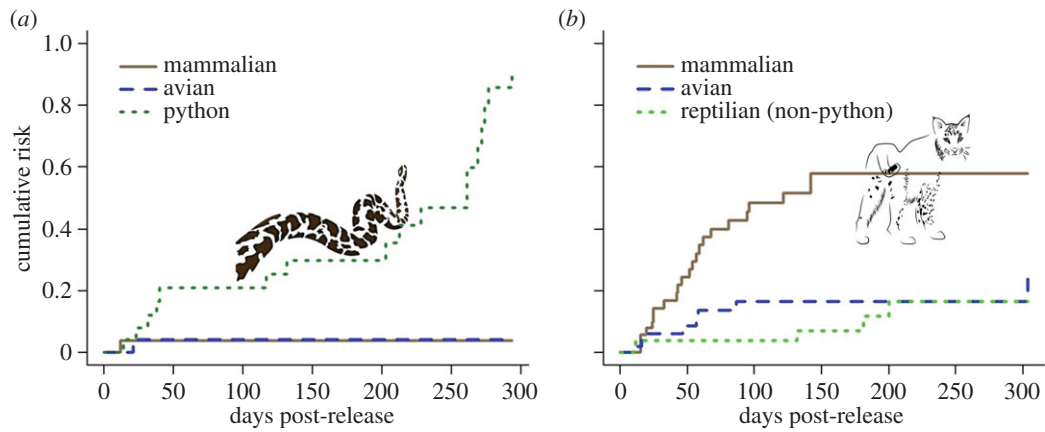 (a)
1.0
0.8
0.6
0.4
0.2
0
cumulative risk
mammalian
avian
python
0 50 100 150 200 250 300
days post-release
(b)
mammalian
avian
reptilian (non-python)
0 50 100 150 200 250 300
days post-release